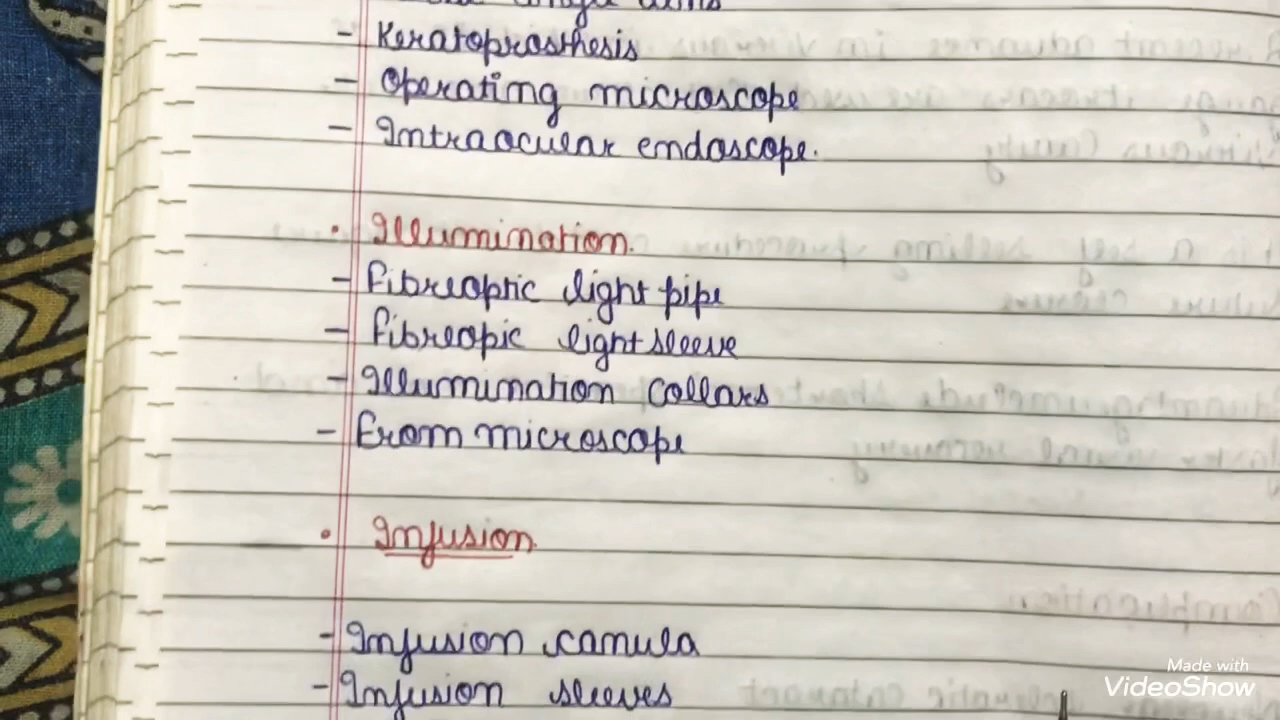 - Keratoprosthesis
- Operating microscope
- Intraocular endoscope.
• Illumination.
- Fibreoptic light pipe
- Fibreopic light sleeve
- Illumination Collars
- From microscope
• Infusion
- Infusion canula
- Infusion sleeves
Made with
VideoShow